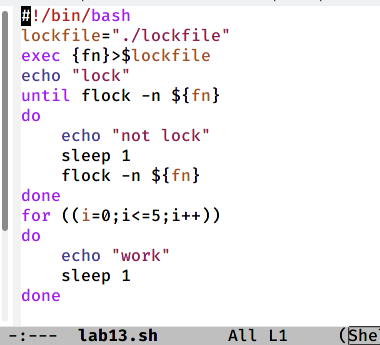 #!/bin/bash
lockfile="./lockfile"
exec {fn}>$lockfile
echo "lock"
until flock -n ${fn}
do
    echo "not lock"
    sleep 1
    flock -n ${fn}
done
for ((i=0;i<=5;i++))
do
    echo "work"
    sleep 1
done
-:--- lab13.sh All L1 (She